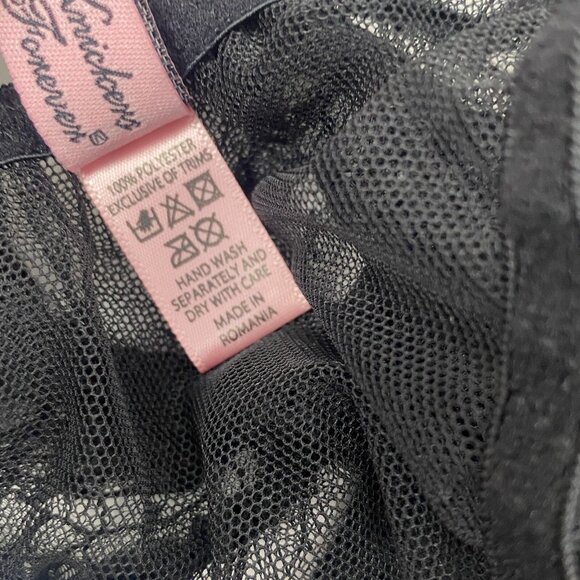 Knickers
Forever
100% POLYESTER
EXCLUSIVE OF TRIMS
HAND WASH
SEPARATELY AND
DRY WITH CARE
MADE IN
ROMANIA